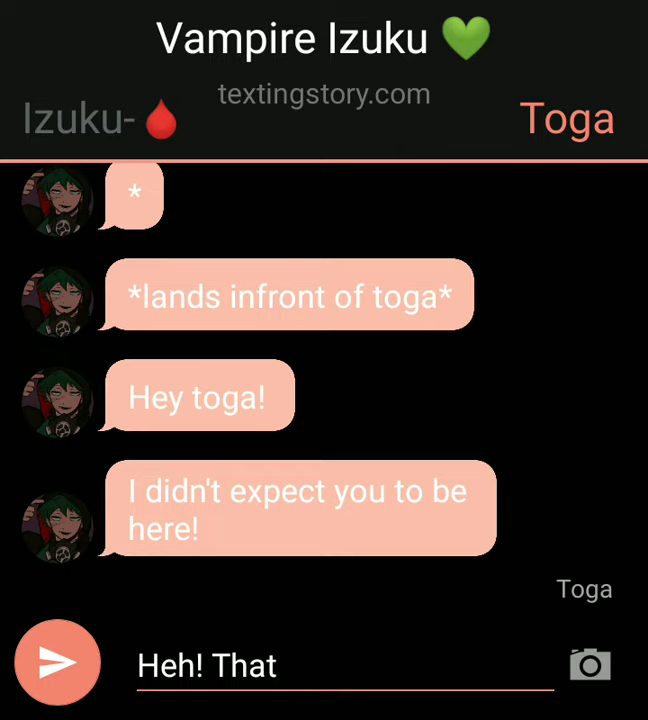 Vampire Izuku 💚
textingstory.com
Izuku-🩸
Toga
*
*lands infront of toga*
Hey toga!
I didn't expect you to be
here!
Toga
Heh! That